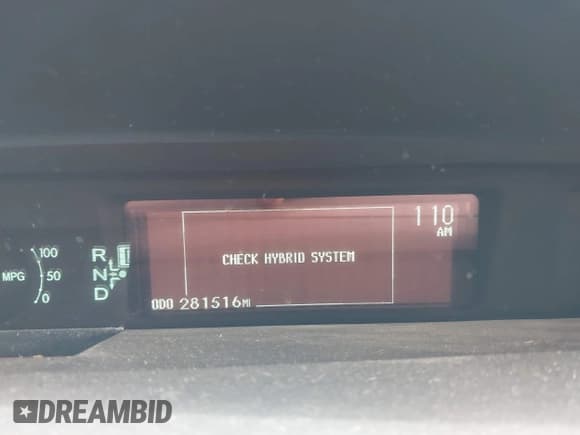 110
AM
100
R
CHECK HYBRID SYSTEM
MPG
50
N
0
D
ODO 281516MI
DREAMBID